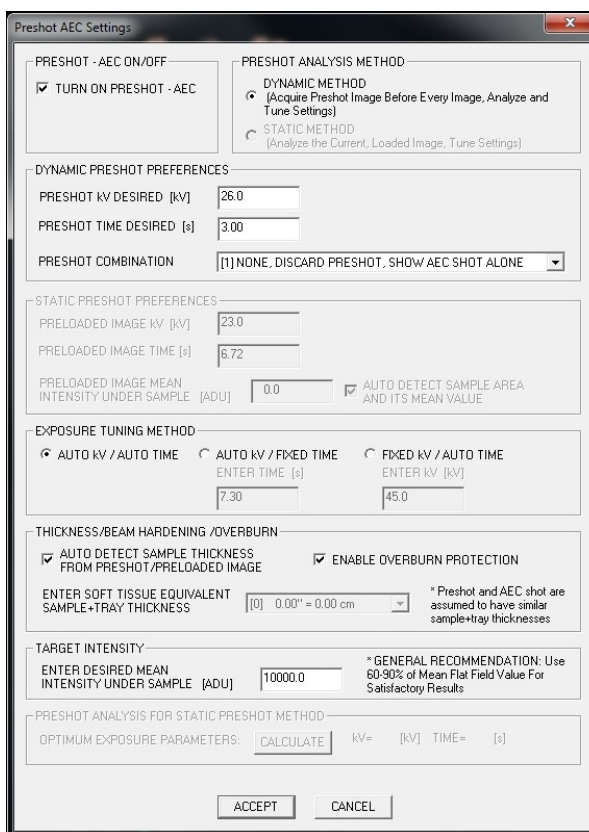 Preshot AEC Settings
PRESHOT - AEC ON/OFF
TURN ON PRESHOT - AEC
PRESHOT ANALYSIS METHOD
DYNAMIC METHOD
(Acquire Preshot Image Before Every Image, Analyze and
Tune Settings)
STATIC METHOD
(Analyze the Current, Loaded Image, Tune Settings)
DYNAMIC PRESHOT PREFERENCES
PRESHOT kV DESIRED [kV]
26.0
PRESHOT TIME DESIRED [s]
3.00
PRESHOT COMBINATION
[1] NONE, DISCARD PRESHOT, SHOW AEC SHOT ALONE
STATIC PRESHOT PREFERENCES
PRELOADED IMAGE kV [kV]
23.0
PRELOADED IMAGE TIME [s]
6.72
PRELOADED IMAGE MEAN
INTENSITY UNDER SAMPLE [ADU]
0.0
AUTO DETECT SAMPLE AREA
AND ITS MEAN VALUE
EXPOSURE TUNING METHOD
AUTO kV / AUTO TIME
AUTO kV / FIXED TIME
ENTER TIME [s]
7.30
FIXED kV / AUTO TIME
ENTER kV [kV]
45.0
THICKNESS/BEAM HARDENING /OVERBURN
AUTO DETECT SAMPLE THICKNESS
FROM PRESHOT/PRELOADED IMAGE
ENABLE OVERBURN PROTECTION
ENTER SOFT TISSUE EQUIVALENT
SAMPLE+TRAY THICKNESS
[0] 0.00" = 0.00 cm
* Preshot and AEC shot are
assumed to have similar
sample+tray thicknesses
TARGET INTENSITY
ENTER DESIRED MEAN
INTENSITY UNDER SAMPLE [ADU]
10000.0
* GENERAL RECOMMENDATION: Use
60-90% of Mean Flat Field Value For
Satisfactory Results
PRESHOT ANALYSIS FOR STATIC PRESHOT METHOD
OPTIMUM EXPOSURE PARAMETERS:
CALCULATE
kV= [kV] TIME= [s]
ACCEPT
CANCEL